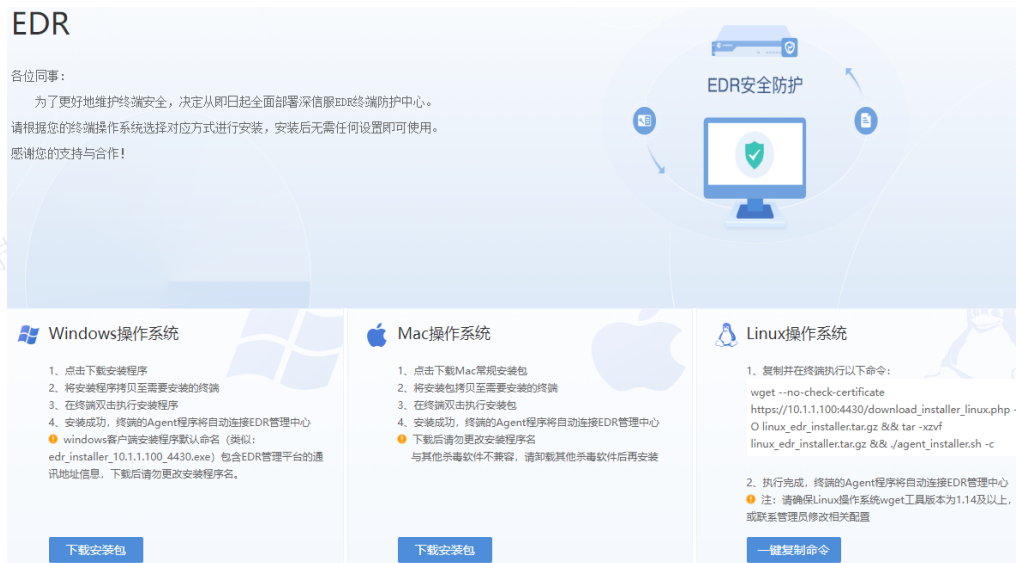 EDR
各位同事：
为了更好地维护终端安全，决定从即日起全面部署深信服EDR终端防护中心。
请根据您的终端操作系统选择对应方式进行安装，安装后无需任何设置即可使用。
感谢您的支持与合作！
EDR安全防护
Windows操作系统
1、点击下载安装程序
2、将安装程序拷贝至需要安装的终端
3、在终端双击执行安装程序
4、安装成功，终端的Agent程序将自动连接EDR管理中心
windows客户端安装程序默认命名（类似：
edr_installer_10.1.1.100_4430.exe）包含EDR管理平台的通
讯地址信息，下载后请勿更改安装程序名。
下载安装包
Mac操作系统
1、点击下载Mac常规安装包
2、将安装包拷贝至需要安装的终端
3、在终端双击执行安装包
4、安装成功，终端的Agent程序将自动连接EDR管理中心
下载后请勿更改安装程序名
与其他杀毒软件不兼容，请卸载其他杀毒软件后再安装
下载安装包
Linux操作系统
1、复制并在终端执行以下命令：
wget --no-check-certificate
https://10.1.1.100:4430/download_installer_linux.php -
O linux_edr_installer.tar.gz && tar -xzvf
linux_edr_installer.tar.gz && ./agent_installer.sh -c
2、执行完成，终端的Agent程序将自动连接EDR管理中心
注：请确保Linux操作系统wget工具版本为1.14及以上，
或联系管理员修改相关配置
一键复制命令